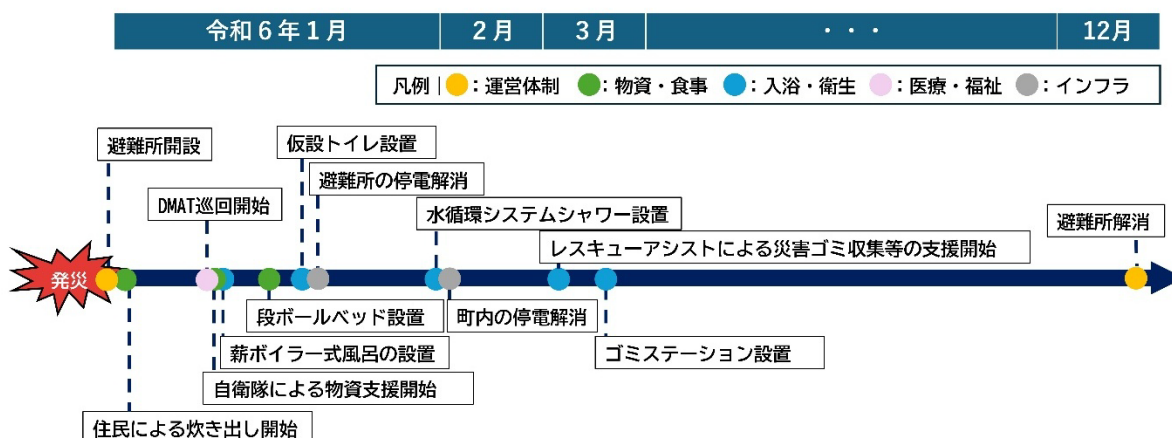 令和６年１月
２月
３月
・・・
12月
凡例｜●：運営体制 ●：物資・食事 ●：入浴・衛生 ●：医療・福祉 ●：インフラ
避難所開設
仮設トイレ設置
避難所の停電解消
DMAT巡回開始
水循環システムシャワー設置
レスキューアシストによる災害ゴミ収集等の支援開始
避難所解消
発災
段ボールベッド設置
町内の停電解消
薪ボイラー式風呂の設置
ゴミステーション設置
自衛隊による物資支援開始
住民による炊き出し開始